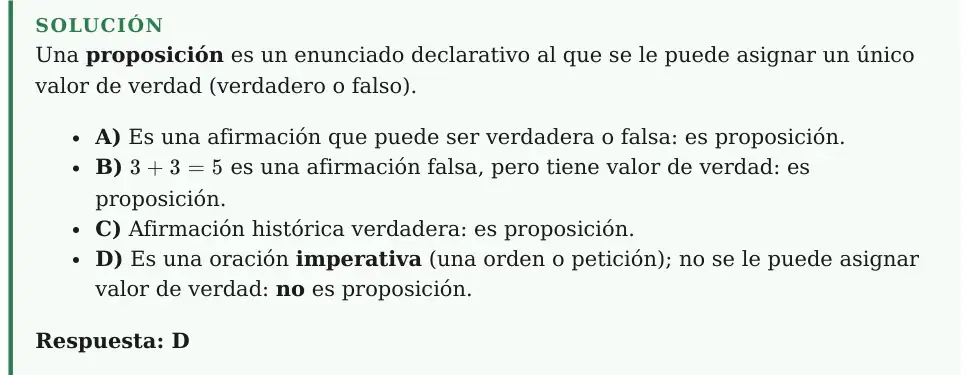 SOLUCIÓN
Una proposición es un enunciado declarativo al que se le puede asignar un único
valor de verdad (verdadero o falso).
• A) Es una afirmación que puede ser verdadera o falsa: es proposición.
• B) 3 + 3 = 5 es una afirmación falsa, pero tiene valor de verdad: es
proposición.
• C) Afirmación histórica verdadera: es proposición.
• D) Es una oración imperativa (una orden o petición); no se le puede asignar
valor de verdad: no es proposición.
Respuesta: D